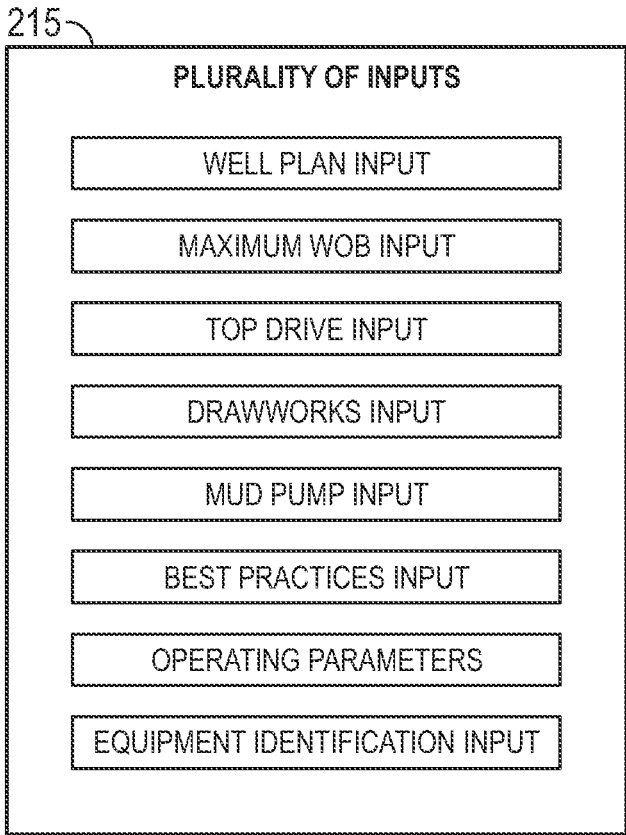 215
PLURALITY OF INPUTS
WELL PLAN INPUT
MAXIMUM WOB INPUT
TOP DRIVE INPUT
DRAWWORKS INPUT
MUD PUMP INPUT
BEST PRACTICES INPUT
OPERATING PARAMETERS
EQUIPMENT IDENTIFICATION INPUT